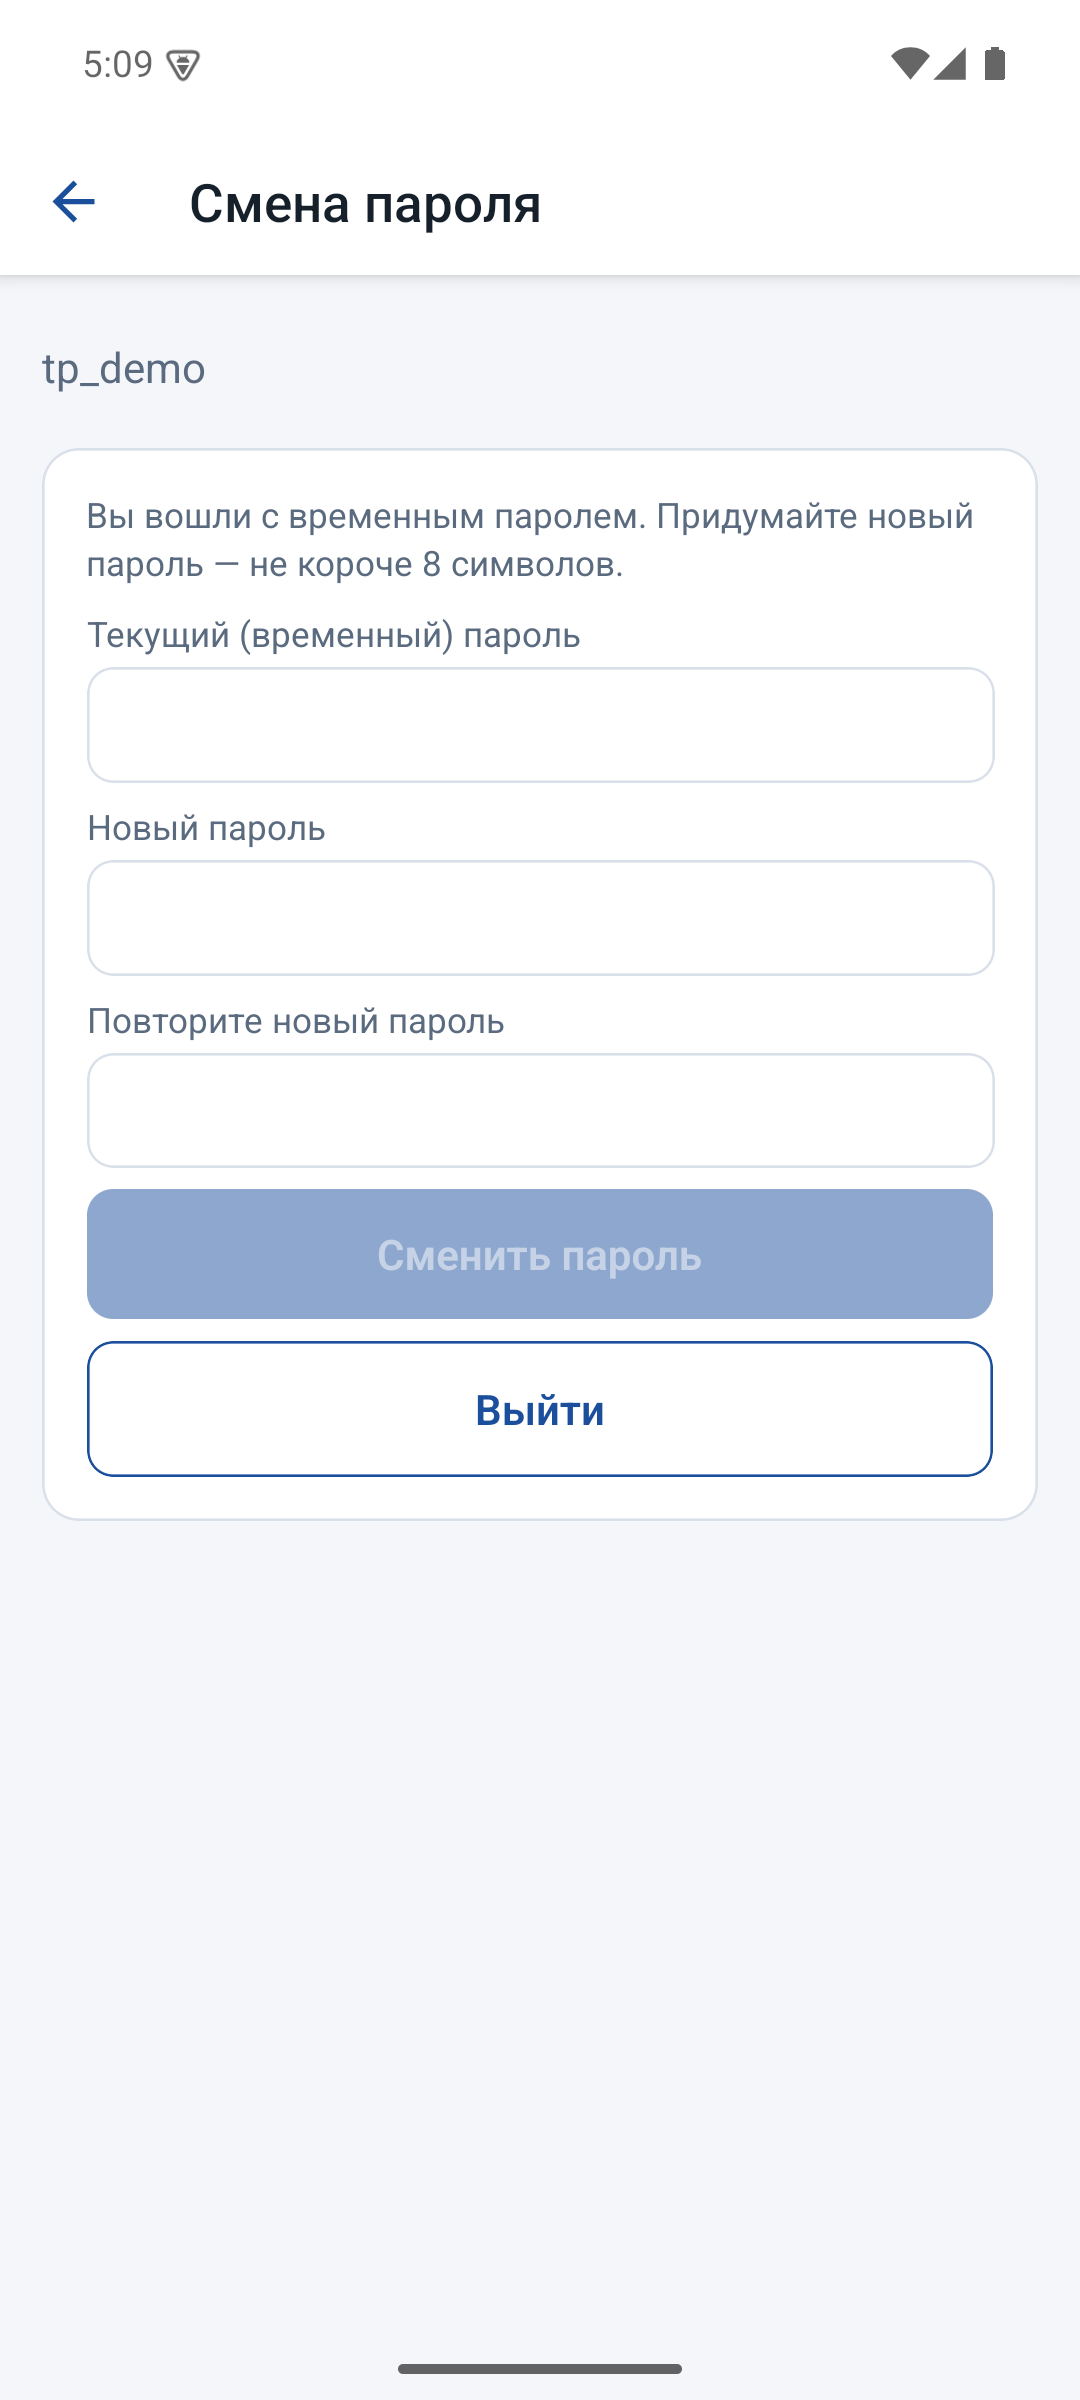 5:09
Смена пароля
tp_demo
Вы вошли с временным паролем. Придумайте новый
пароль — не короче 8 символов.
Текущий (временный) пароль
Новый пароль
Повторите новый пароль
Сменить пароль
Выйти